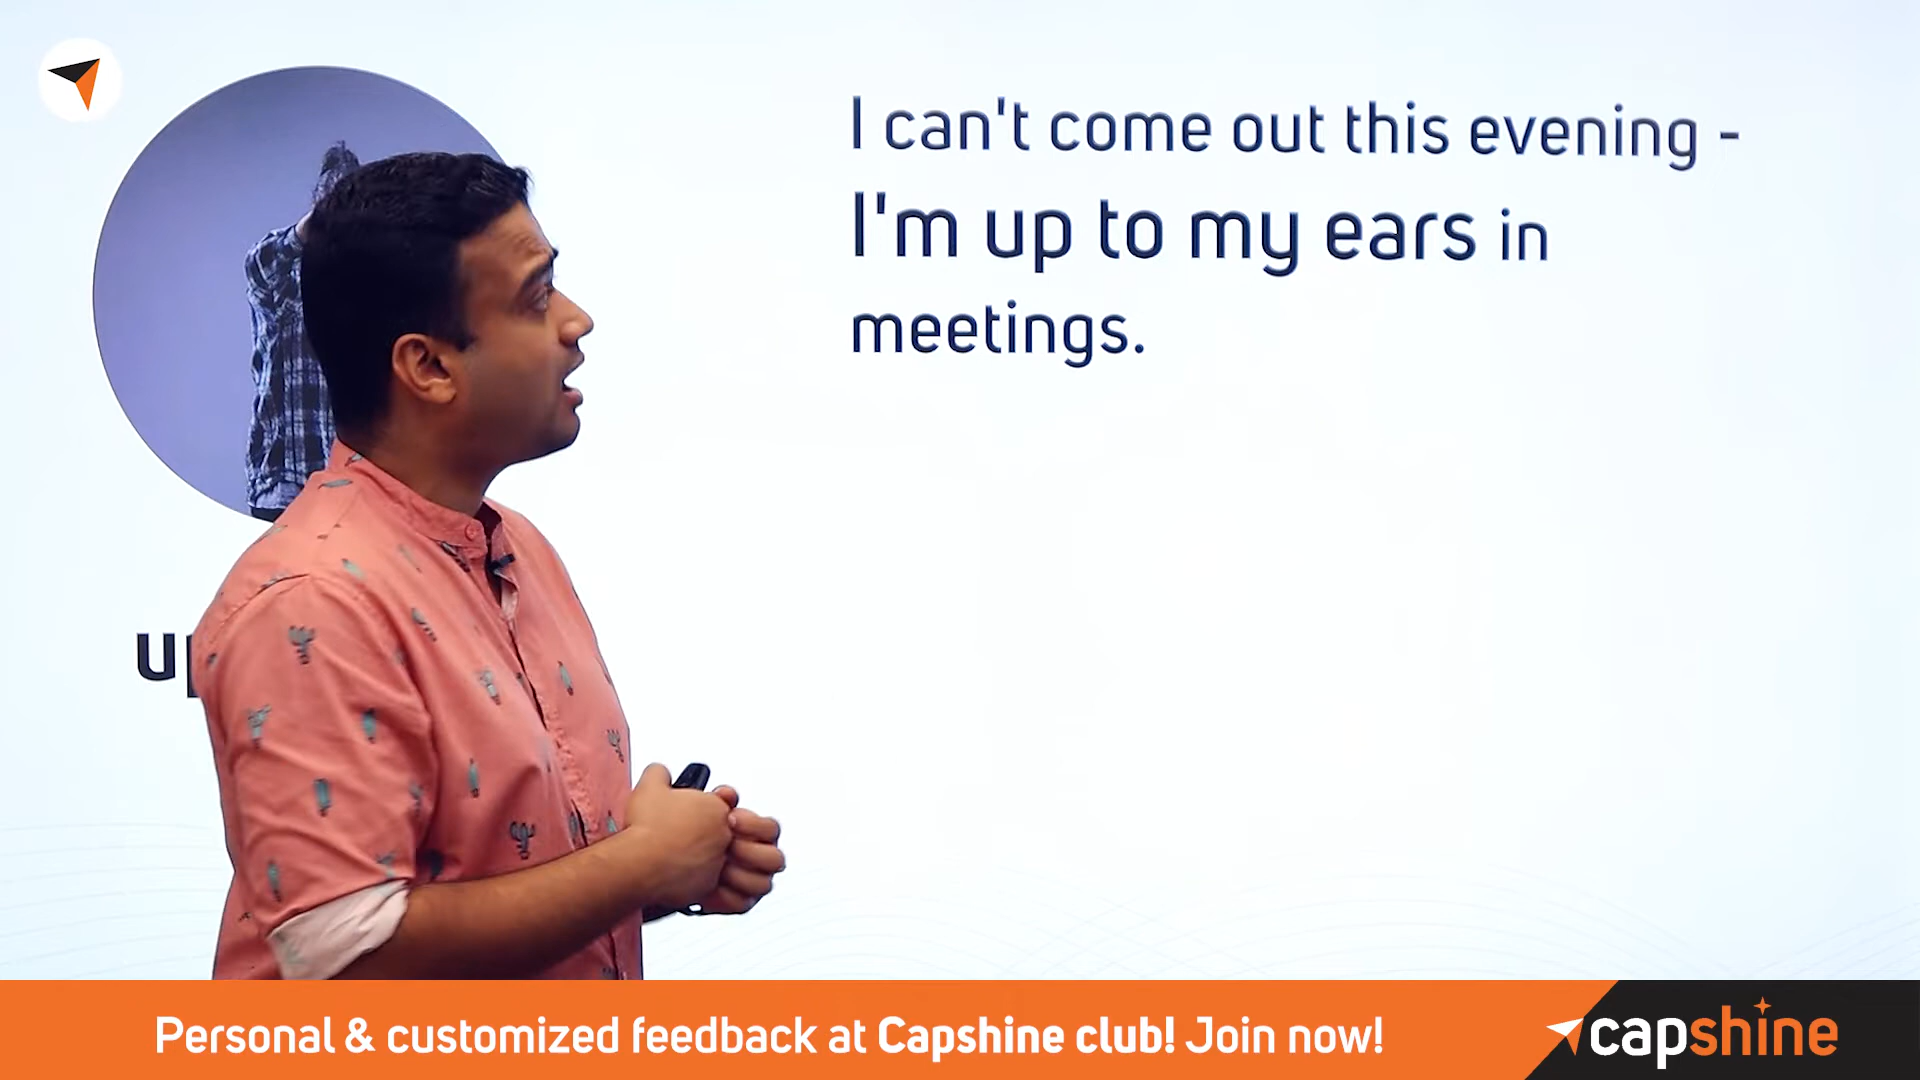 I can't come out this evening -
I'm up to my ears in
meetings.
Personal & customized feedback at Capshine club! Join now!
capshine